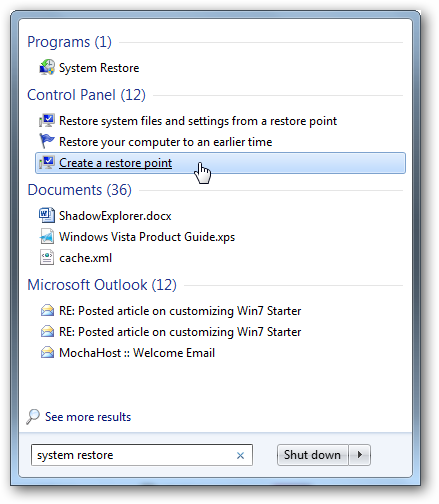 Programs (1)
System Restore
Control Panel (12)
Restore system files and settings from a restore point
Restore your computer to an earlier time
Create a restore point
Documents (36)
ShadowExplorer.docx
Windows Vista Product Guide.xps
cache.xml
Microsoft Outlook (12)
RE: Posted article on customizing Win7 Starter
RE: Posted article on customizing Win7 Starter
MochaHost :: Welcome Email
See more results
system restore
Shut down